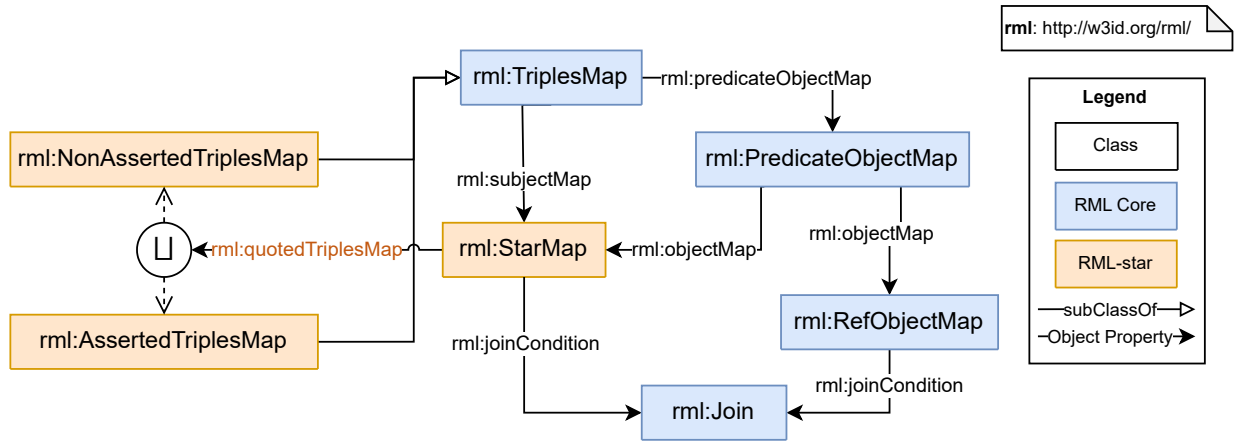 rml: http://w3id.org/rml/
rml:TriplesMap
rml:predicateObjectMap
Legend
Class
rml:NonAssertedTriplesMap
rml:PredicateObjectMap
rml:subjectMap
RML Core
rml:objectMap
rml:quotedTriplesMap
rml:StarMap
rml:objectMap
RML-star
subClassOf
rml:AssertedTriplesMap
rml:RefObjectMap
Object Property
rml:joinCondition
rml:joinCondition
rml:Join